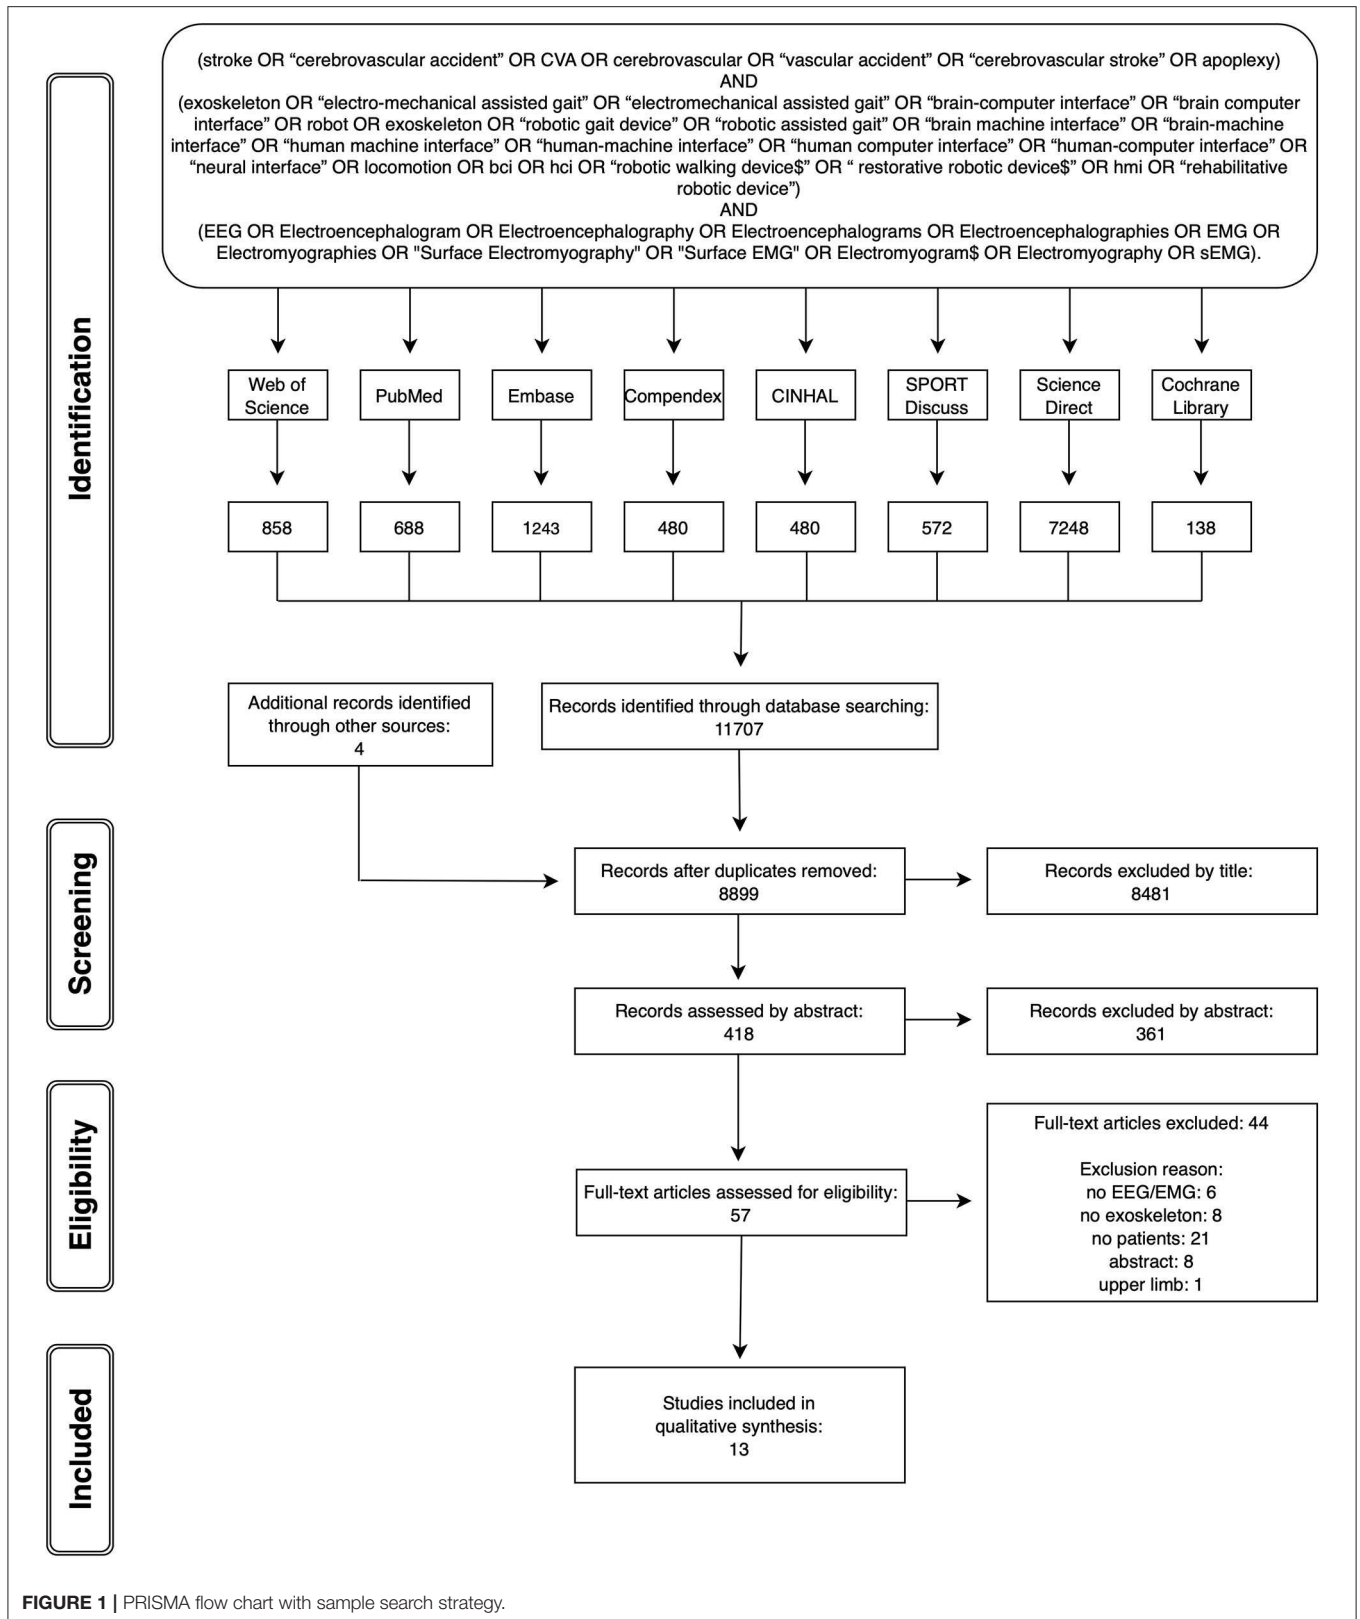 (stroke OR “cerebrovascular accident” OR CVA OR cerebrovascular OR “vascular accident” OR “cerebrovascular stroke” OR apoplexy)
AND
(exoskeleton OR “electro-mechanical assisted gait” OR “electromechanical assisted gait” OR “brain-computer interface” OR “brain computer
interface” OR robot OR exoskeleton OR “robotic gait device” OR “robotic assisted gait” OR “brain machine interface” OR “brain-machine
interface” OR “human machine interface” OR “human-machine interface” OR “human computer interface” OR “human-computer interface” OR
“neural interface” OR locomotion OR bci OR hci OR “robotic walking device$” OR “ restorative robotic device$” OR hmi OR “rehabilitative
robotic device”)
AND
(EEG OR Electroencephalogram OR Electroencephalography OR Electroencephalograms OR Electroencephalographies OR EMG OR
Electromyographies OR "Surface Electromyography" OR "Surface EMG" OR Electromyogram$ OR Electromyography OR sEMG).
Identification
Web of
Science
PubMed
Embase
Compendex
CINHAL
SPORT
Discuss
Science
Direct
Cochrane
Library
858
688
1243
480
480
572
7248
138
Additional records identified
through other sources:
4
Records identified through database searching:
11707
Screening
Records after duplicates removed:
8899
Records excluded by title:
8481
Records assessed by abstract:
418
Records excluded by abstract:
361
Eligibility
Full-text articles assessed for eligibility:
57
Full-text articles excluded: 44
Exclusion reason:
no EEG/EMG: 6
no exoskeleton: 8
no patients: 21
abstract: 8
upper limb: 1
Included
Studies included in
qualitative synthesis:
13
FIGURE 1 | PRISMA flow chart with sample search strategy.